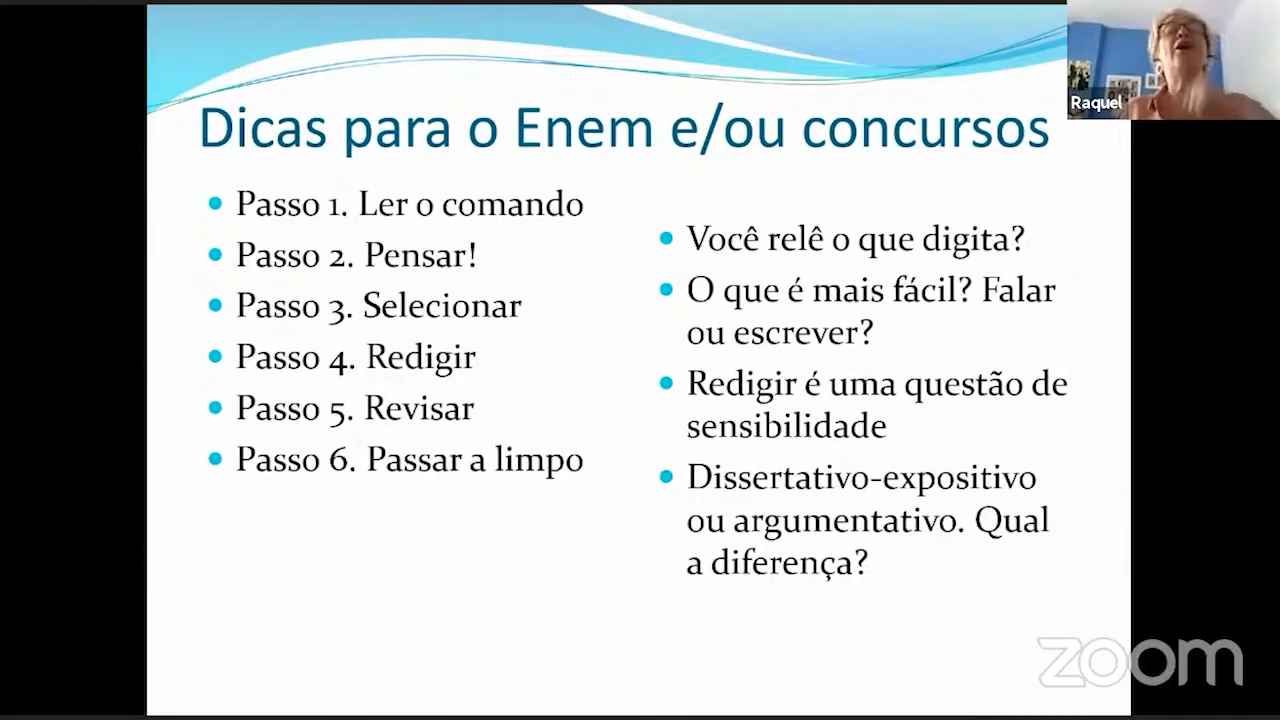 Dicas para o Enem e/ou concursos
Raquel
Passo 1. Ler o comando
Passo 2. Pensar!
Passo 3. Selecionar
Passo 4. Redigir
Passo 5. Revisar
Passo 6. Passar a limpo
Você relê o que digita?
O que é mais fácil? Falar
ou escrever?
Redigir é uma questão de
sensibilidade
Dissertativo-expositivo
ou argumentativo. Qual
a diferença?
zoom